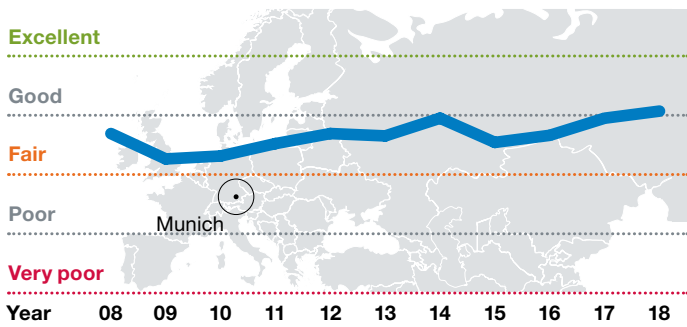 Excellent
Good
Fair
Poor
Munich
Very poor
Year 08 09 10 11 12 13 14 15 16 17 18